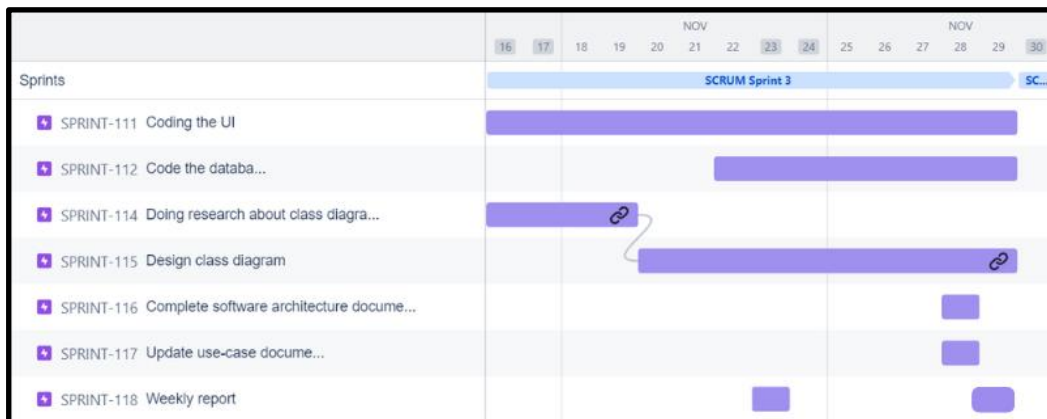 NOV NOV
16 17 18 19 20 21 22 23 24 25 26 27 28 29 30
Sprints SCRUM Sprint 3 SC...
SPRINT-111 Coding the UI
SPRINT-112 Code the databa...
SPRINT-114 Doing research about class diagra...
SPRINT-115 Design class diagram
SPRINT-116 Complete software architecture docume...
SPRINT-117 Update use-case docume...
SPRINT-118 Weekly report